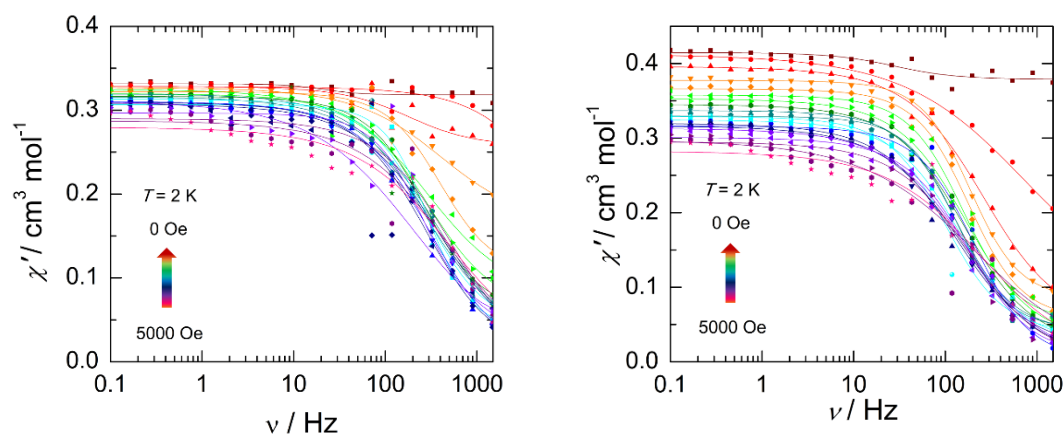 0.4
0.3
0.2
0.1
0.0
χ′ / cm³ mol⁻¹
T = 2 K
0 Oe
5000 Oe
0.1 1 10 100 1000
ν / Hz
0.4
0.3
0.2
0.1
0.0
χ′ / cm³ mol⁻¹
T = 2 K
0 Oe
5000 Oe
0.1 1 10 100 1000
ν / Hz